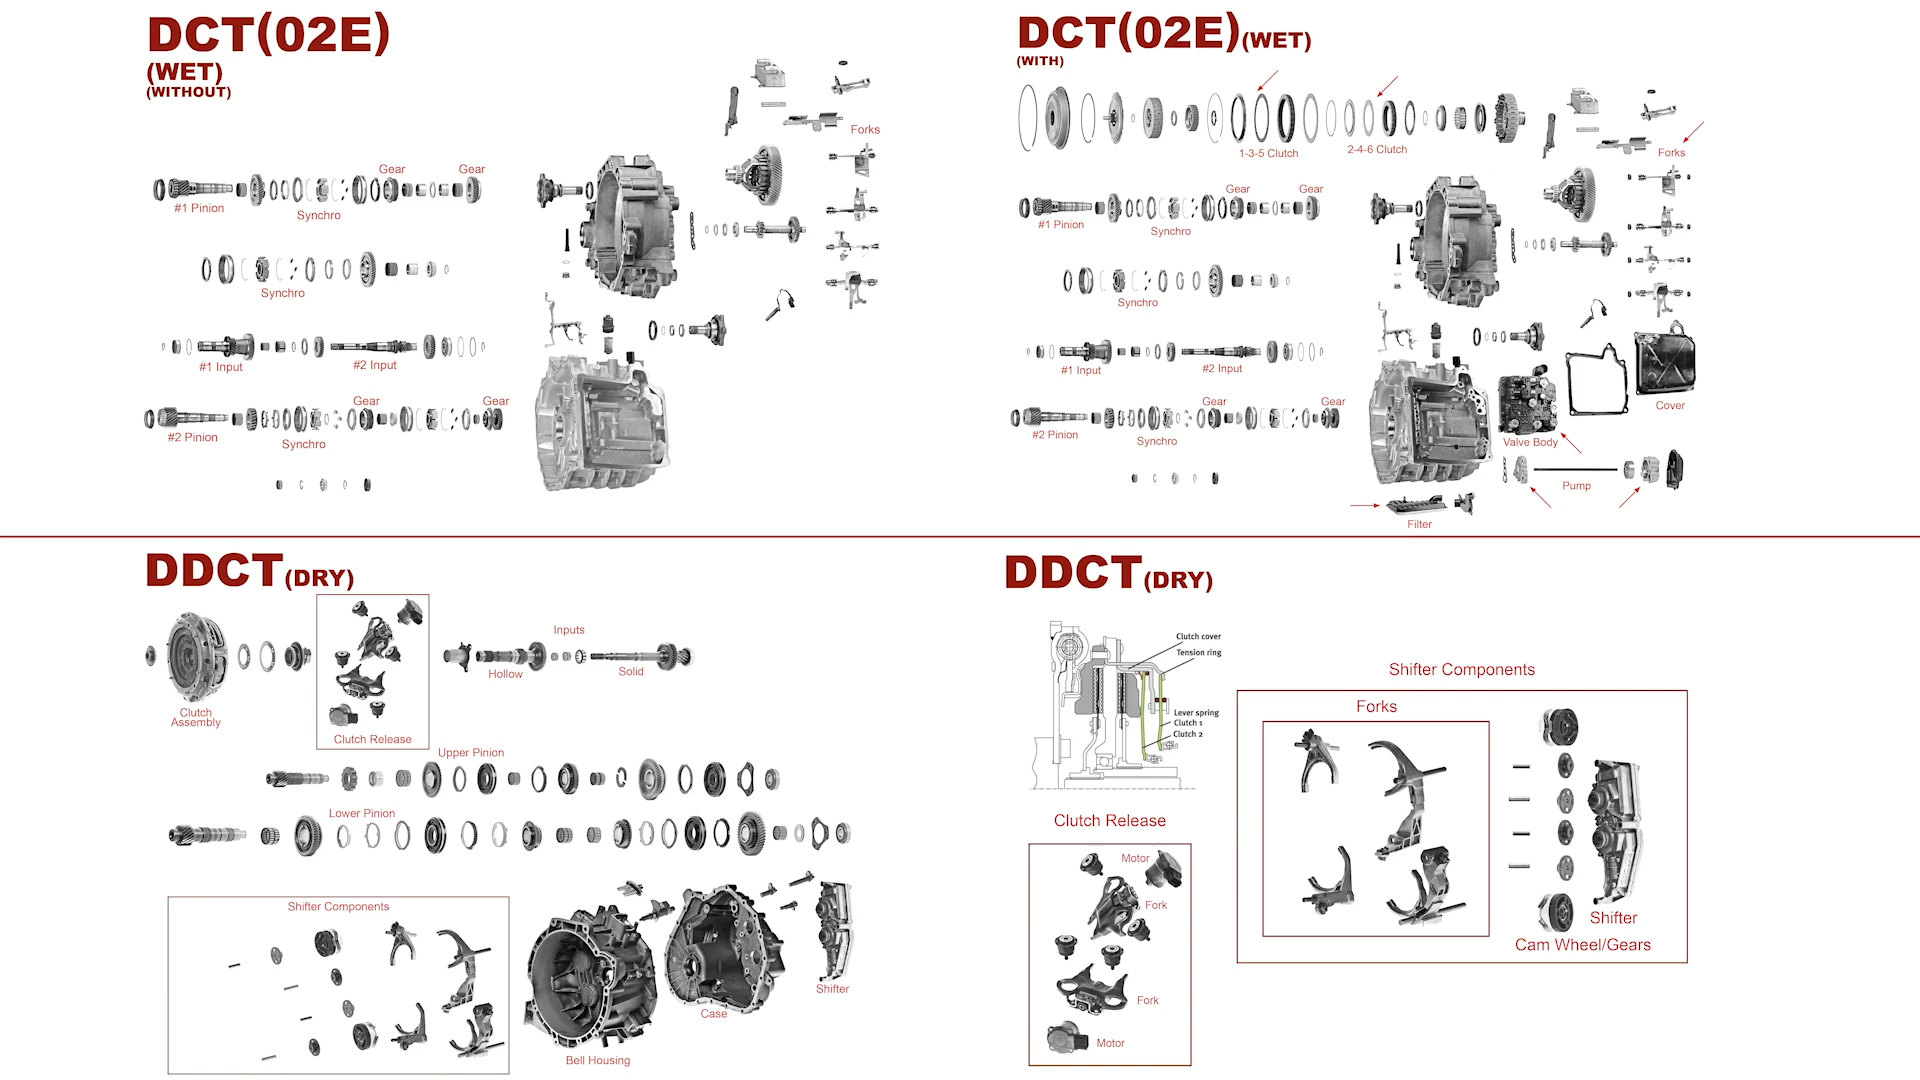 DCT(02E)
(WET)
(WITHOUT)
Forks
Gear
Gear
#1 Pinion
Synchro
Synchro
#1 Input
#2 Input
Gear
Gear
#2 Pinion
Synchro
DCT(02E)(WET)
(WITH)
1-3-5 Clutch
2-4-6 Clutch
Forks
Gear
Gear
#1 Pinion
Synchro
Synchro
#1 Input
#2 Input
Gear
Gear
Cover
#2 Pinion
Synchro
Valve Body
Pump
Filter
DDCT(DRY)
Inputs
Hollow
Solid
Clutch
Assembly
Clutch Release
Upper Pinion
Lower Pinion
Shifter Components
Shifter
Case
Bell Housing
DDCT(DRY)
Clutch cover
Tension ring
Lever spring
Clutch 1
Clutch 2
Clutch Release
Motor
Fork
Fork
Motor
Shifter Components
Forks
Shifter
Cam Wheel/Gears